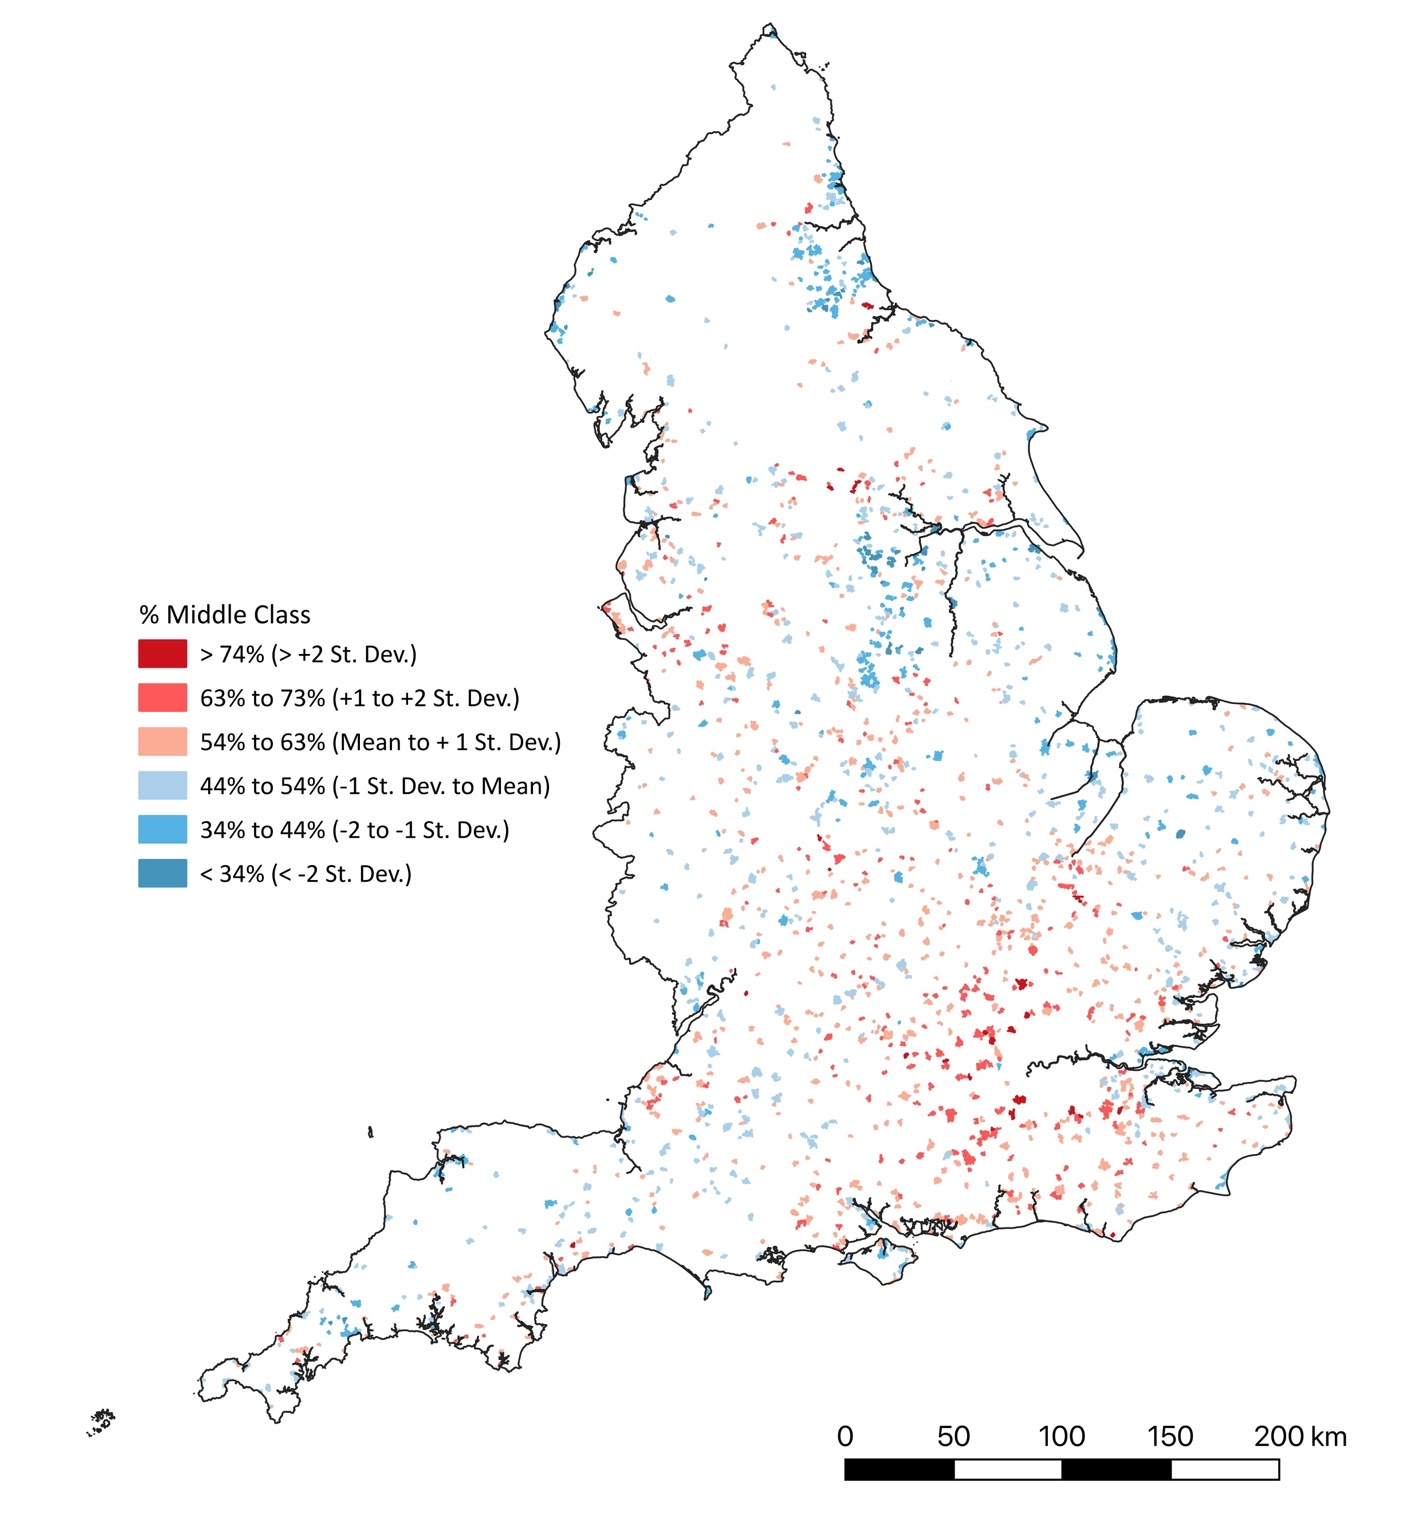 % Middle Class
> 74% (> +2 St. Dev.)
63% to 73% (+1 to +2 St. Dev.)
54% to 63% (Mean to + 1 St. Dev.)
44% to 54% (-1 St. Dev. to Mean)
34% to 44% (-2 to -1 St. Dev.)
< 34% (< -2 St. Dev.)
0 50 100 150 200 km